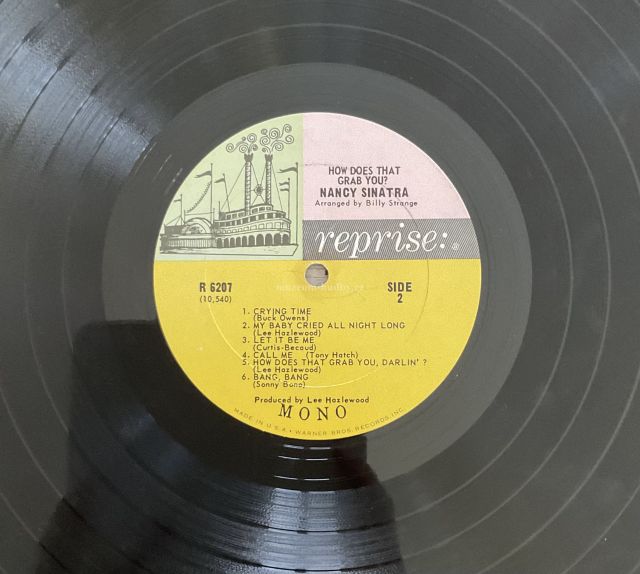 HOW DOES THAT
GRAB YOU?
NANCY SINATRA
Arranged by Billy Strange
reprise: ®
R 6207
(10,540)
SIDE
2
1. CRYING TIME
(Buck Owens)
2. MY BABY CRIED ALL NIGHT LONG
(Lee Hazlewood)
3. LET IT BE ME
(Curtis-Becaud)
4. CALL ME (Tony Hatch)
5. HOW DOES THAT GRAB YOU, DARLIN' ?
(Lee Hazlewood)
6. BANG, BANG
(Sonny Bono)
Produced by Lee Hazlewood
MONO
MADE IN U.S.A. • WARNER BROS. RECORDS INC.